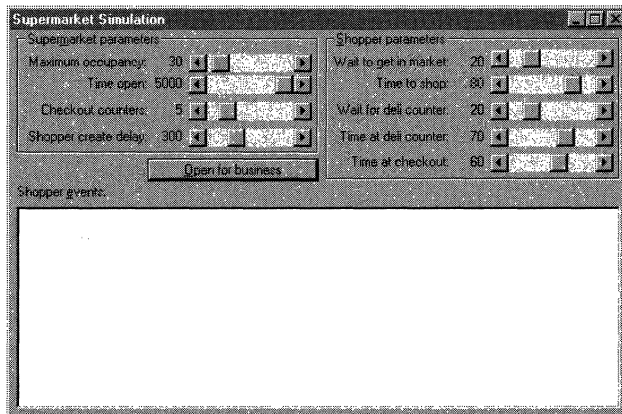 Supermarket Simulation
Supermarket parameters
Maximum occupancy: 30
Time open: 5000
Checkout counters: 5
Shopper create delay: 300
Open for business
Shopper parameters
Wait to get in market: 20
Time to shop: 80
Wait for deli counter: 20
Time at deli counter: 70
Time at checkout: 60
Shopper events: